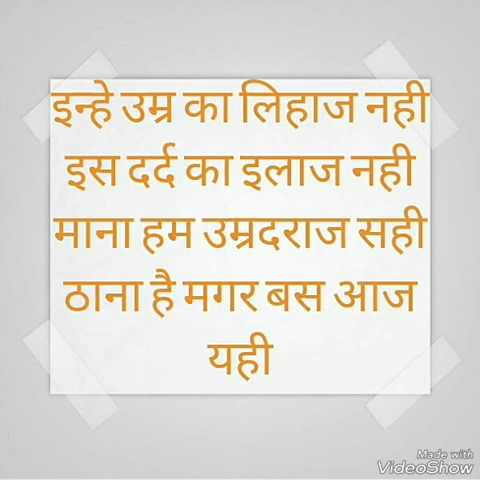 इन्हे उम्र का लिहाज नही
इस दर्द का इलाज नही
माना हम उम्रदराज सही
ठाना है मगर बस आज
यही
Made with
VideoShow